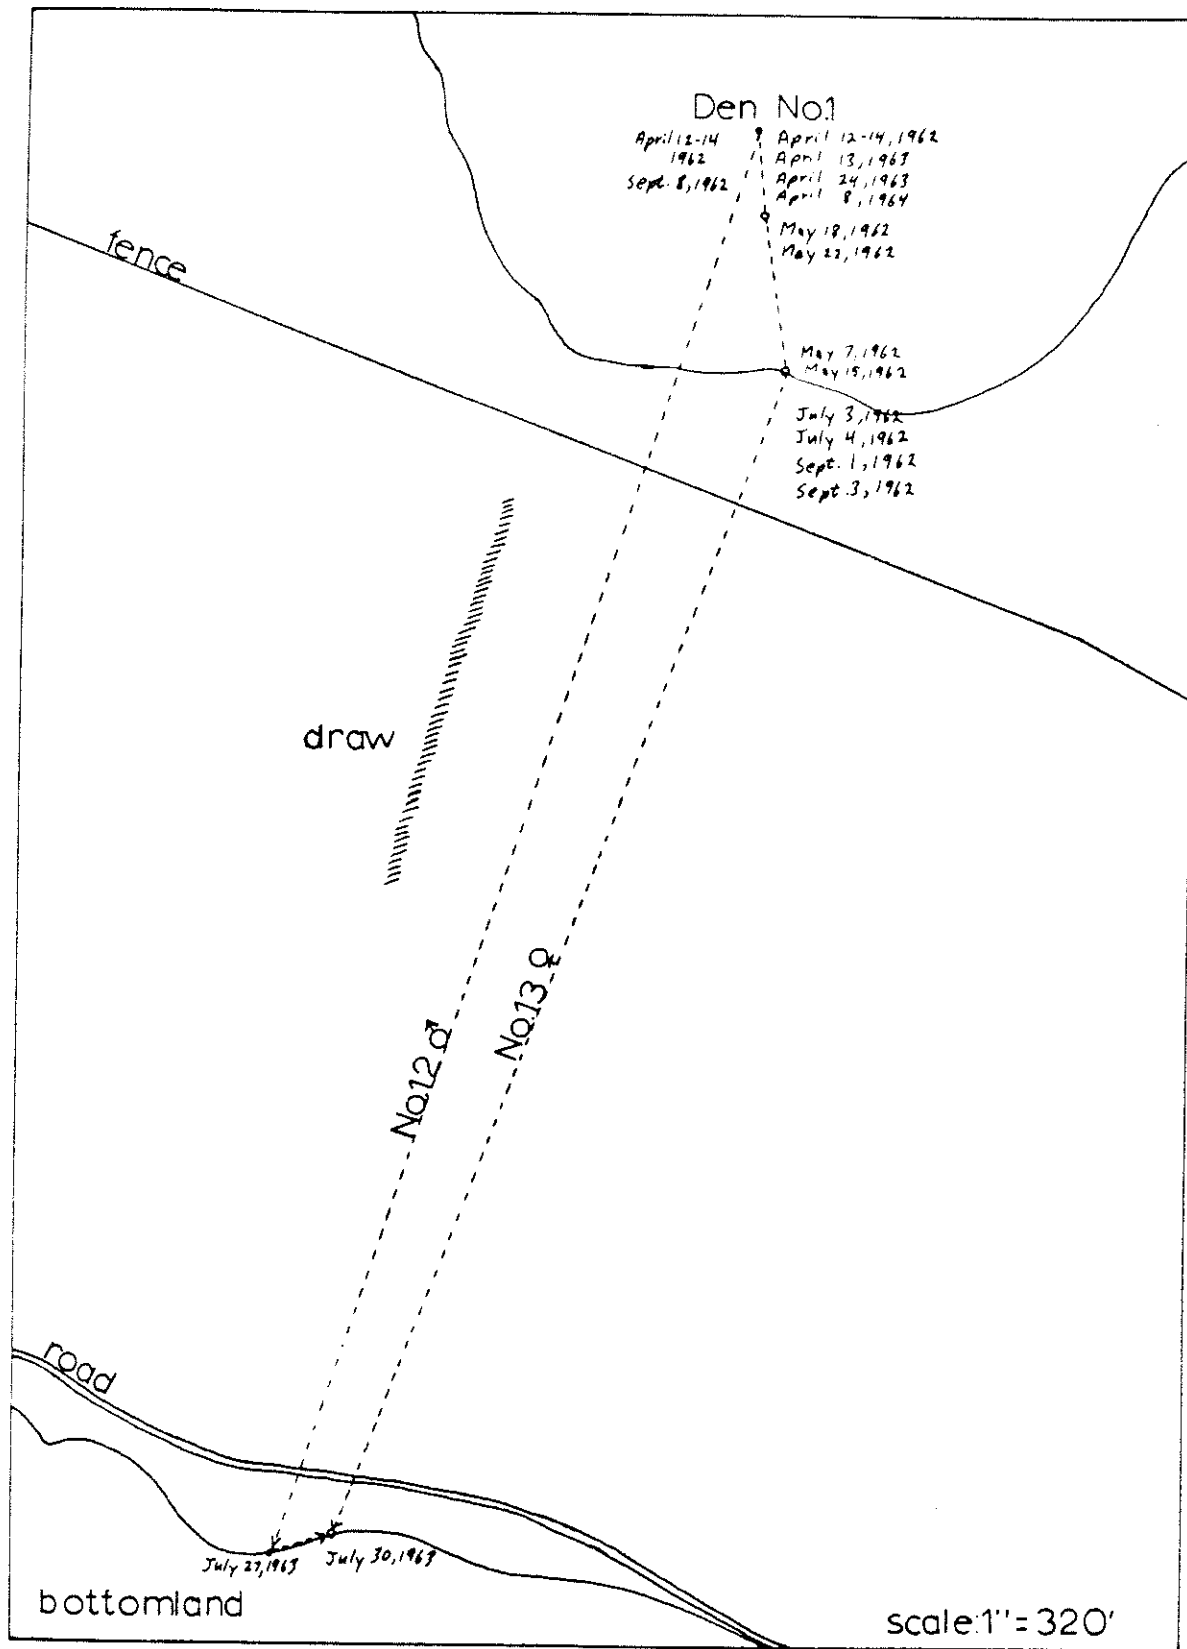 Den No.1
April 12-14
1962
Sept. 8, 1962
April 12-14, 1962
April 13, 1963
April 24, 1963
April 8, 1964
May 18, 1962
May 22, 1962
fence
May 7, 1962
May 15, 1962
July 3, 1962
July 4, 1962
Sept. 1, 1962
Sept. 3, 1962
draw
No.12 ♂
No.13 ♀
road
July 27, 1963
July 30, 1963
bottomland
scale: 1" = 320'